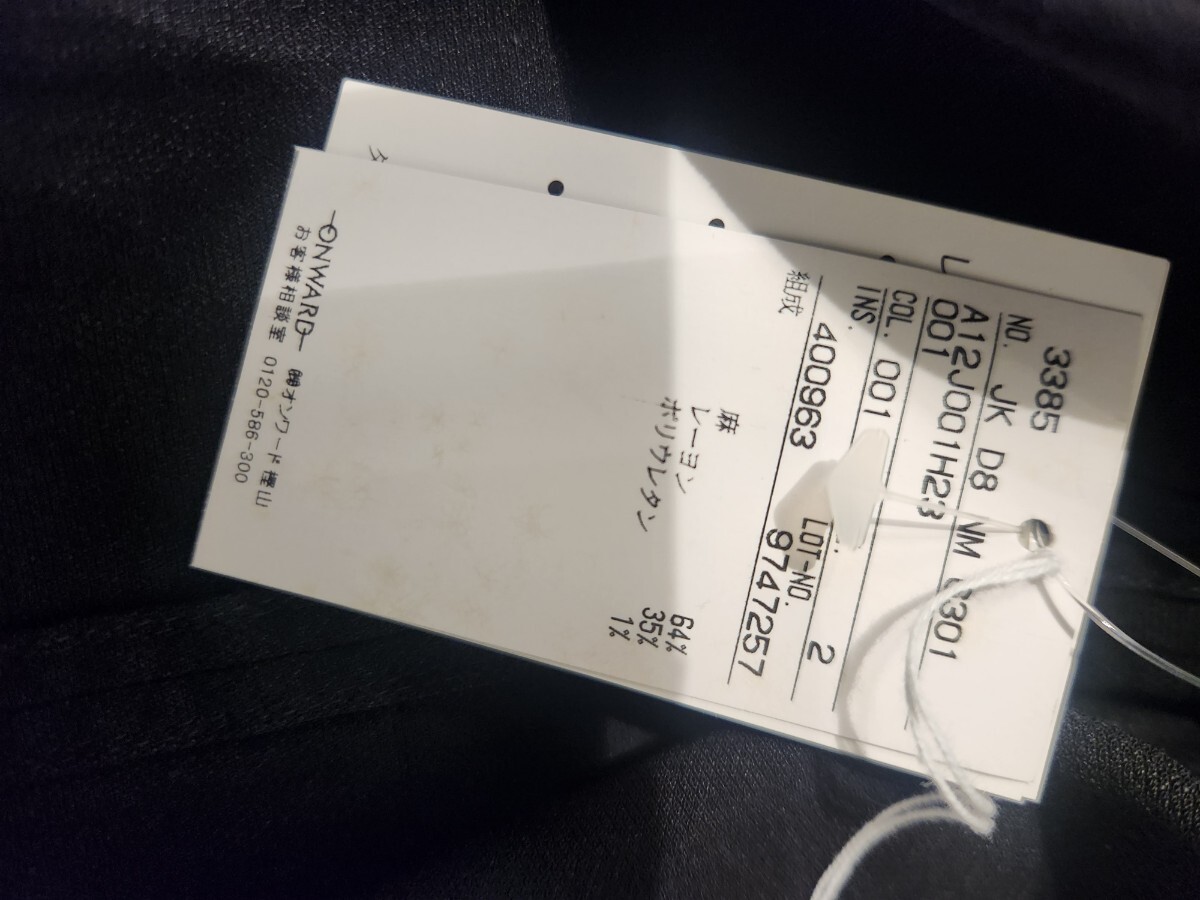 3385
NO. JK D8 WM 3301
A12J001H23
001
COL. 001
INS.
2
400963
LOT-NO.
9747257
組成
麻 64%
レーヨン 35%
ポリウレタン 1%
ONWARD ㈱オンワード樫山
お客様相談室 0120-586-300